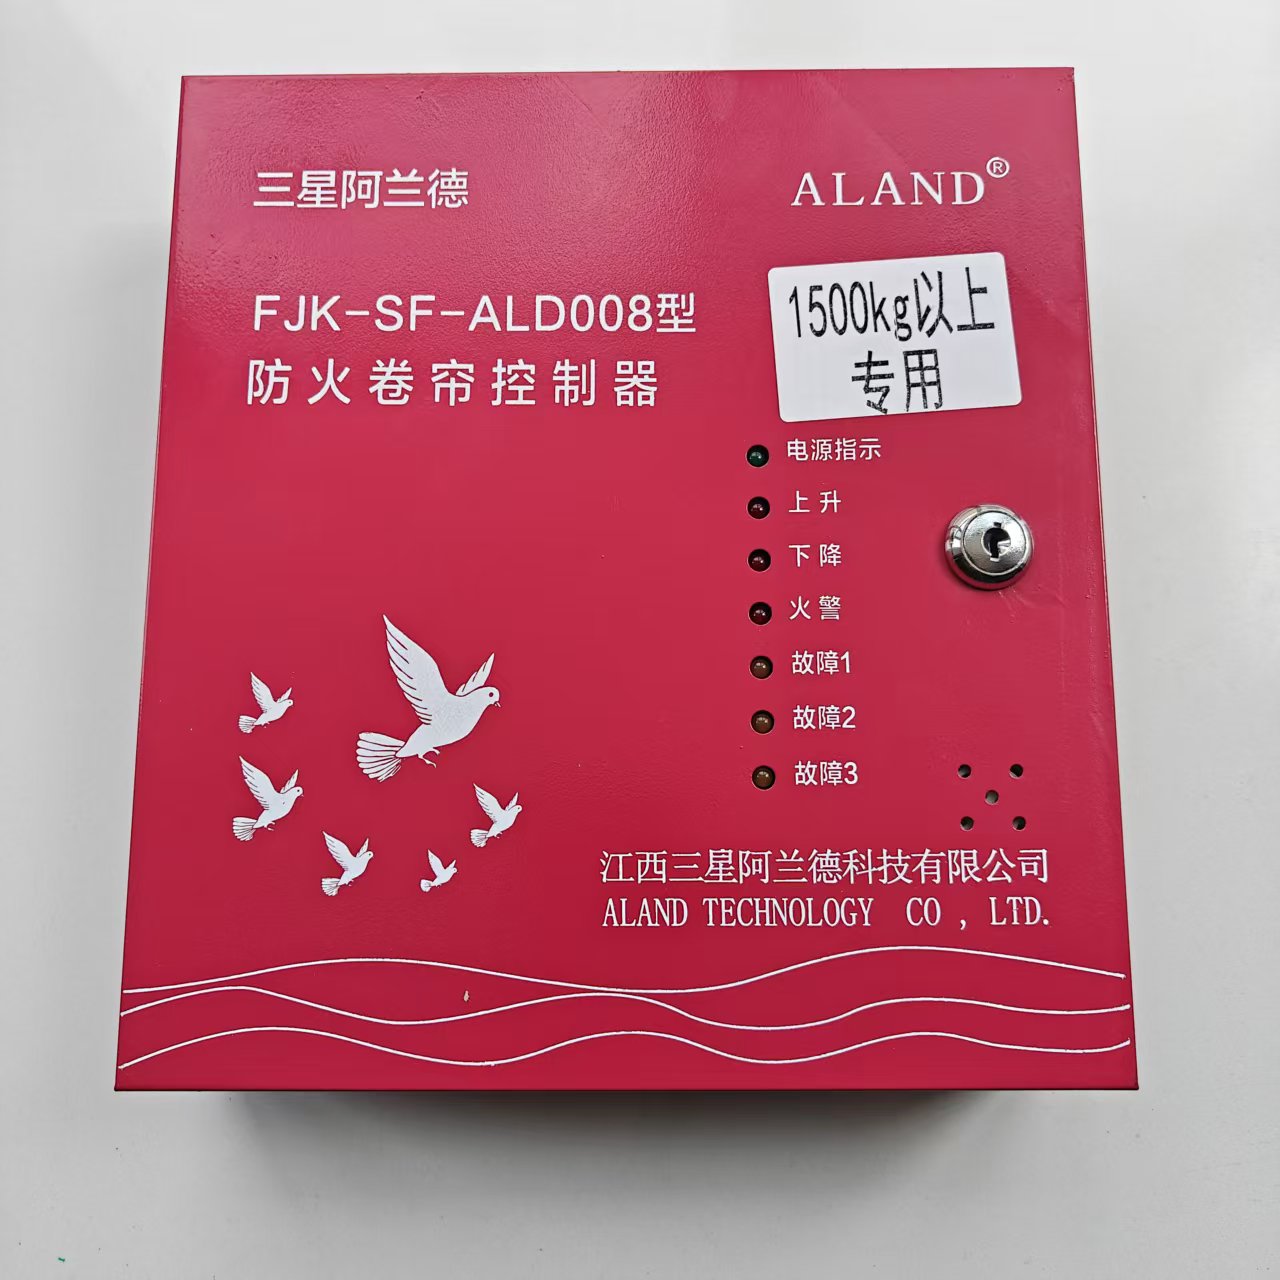 三星阿兰德
ALAND®
FJK-SF-ALD008型
防火卷帘控制器
1500kg以上
专用
电源指示
上升
下降
火警
故障1
故障2
故障3
江西三星阿兰德科技有限公司
ALAND TECHNOLOGY CO , LTD.